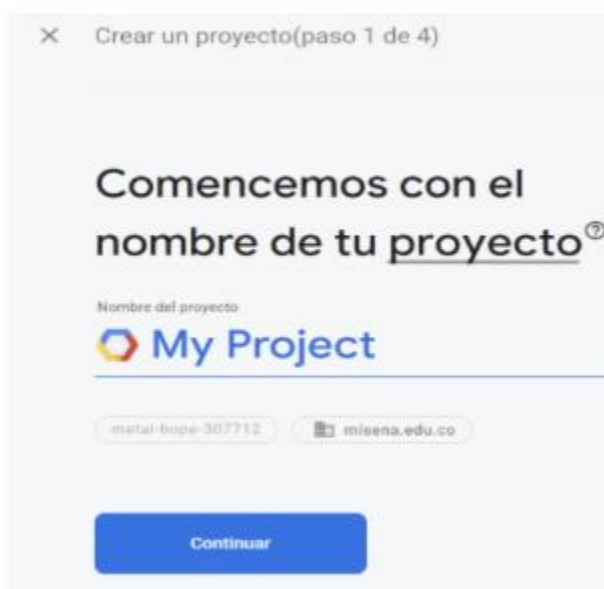 × Crear un proyecto(paso 1 de 4)
Comencemos con el
nombre de tu proyecto
Nombre del proyecto
My Project
metal-hope-307712 misena.edu.co
Continuar